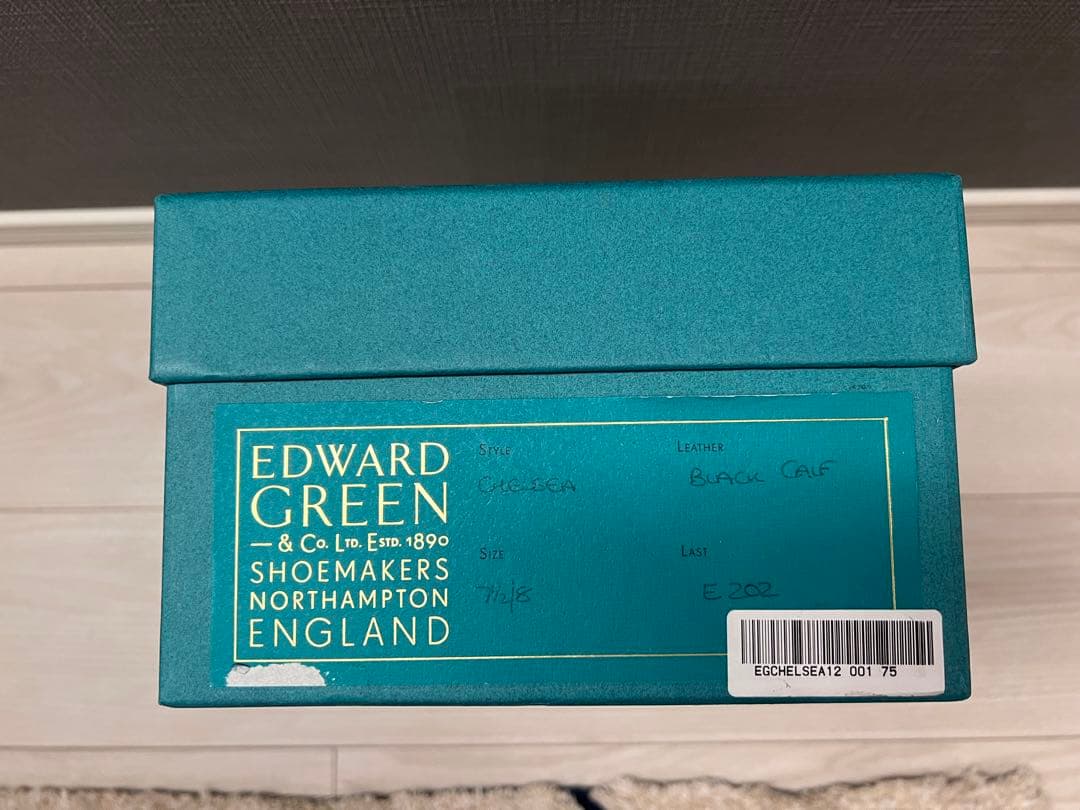 EDWARD
GREEN
— & Co. LTD. ESTD. 1890
SHOEMAKERS
NORTHAMPTON
ENGLAND
STYLE
CHELSEA
LEATHER
BLACK CALF
SIZE
7½/8
LAST
E 202
EGCHELSEA12 001 75